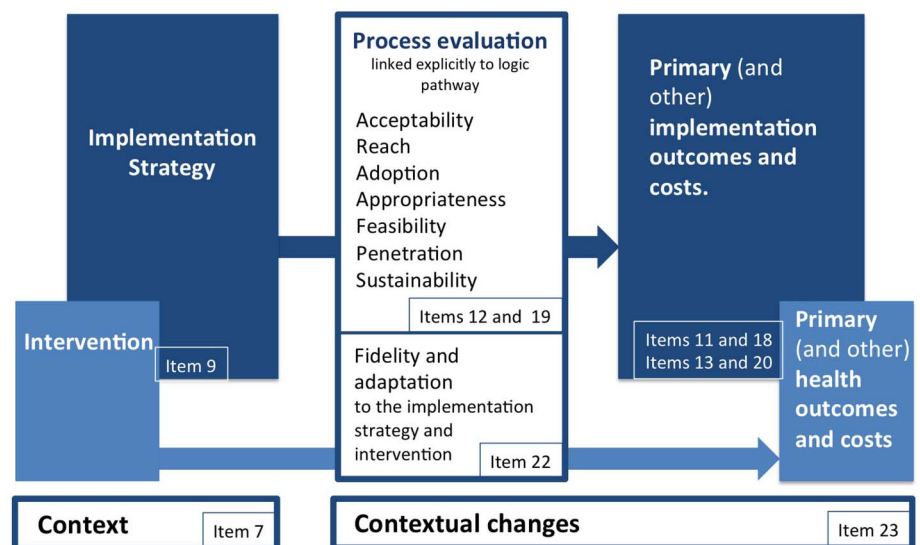 Implementation
Strategy
Intervention
Item 9
Process evaluation
linked explicitly to logic
pathway
Acceptability
Reach
Adoption
Appropriateness
Feasibility
Penetration
Sustainability
Items 12 and 19
Fidelity and
adaptation
to the implementation
strategy and
intervention
Item 22
Primary (and
other)
implementation
outcomes and
costs.
Items 11 and 18
Items 13 and 20
Primary
(and other)
health
outcomes
and costs
Context
Item 7
Contextual changes
Item 23